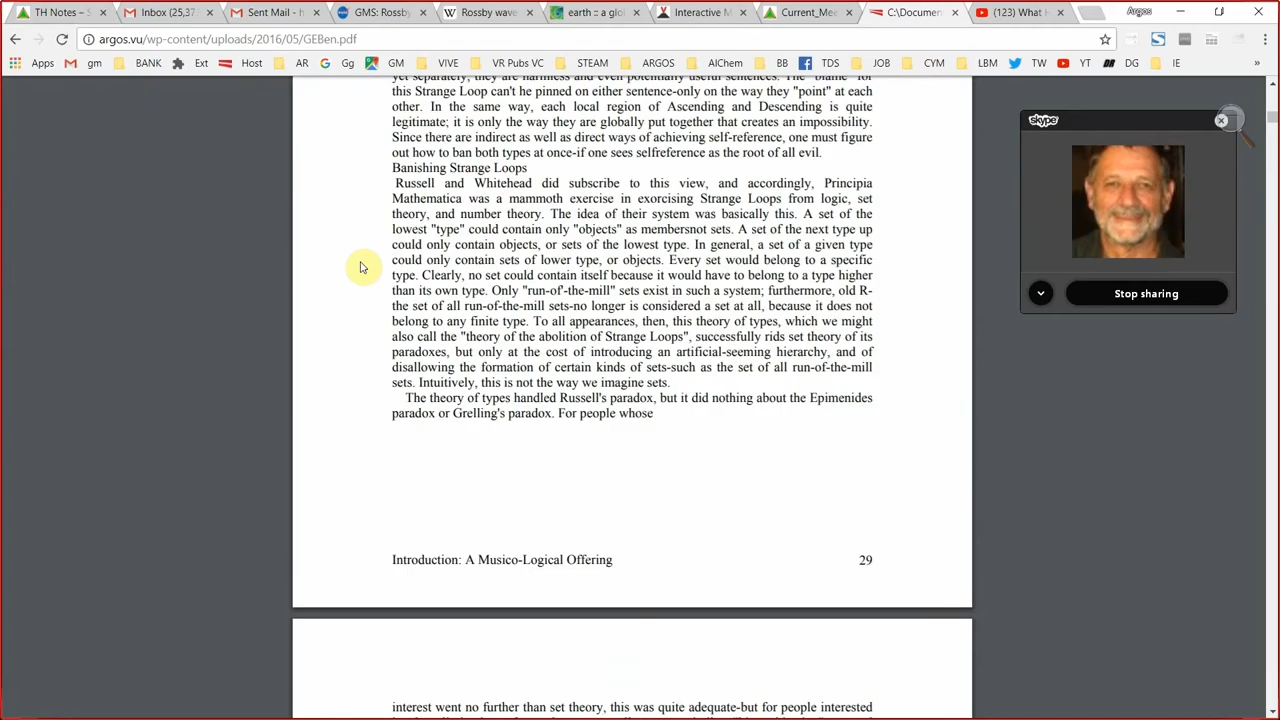 TH Notes – S
Inbox (25,37
Sent Mail - h
GMS: Rossby
Rossby wave
earth :: a glo
Interactive M
Current_Mee
C:\Documen
(123) What H
Argos
argos.vu/wp-content/uploads/2016/05/GEBen.pdf
Apps gm BANK Ext Host AR Gg GM VIVE VR Pubs VC STEAM ARGOS AIChem BB TDS JOB CYM LBM TW YT DG IE »
yet separately, they are harmless and even potentially useful sentences. The "blame" for
this Strange Loop can't he pinned on either sentence-only on the way they "point" at each
other. In the same way, each local region of Ascending and Descending is quite
legitimate; it is only the way they are globally put together that creates an impossibility.
Since there are indirect as well as direct ways of achieving self-reference, one must figure
out how to ban both types at once-if one sees selfreference as the root of all evil.
Banishing Strange Loops
Russell and Whitehead did subscribe to this view, and accordingly, Principia
Mathematica was a mammoth exercise in exorcising Strange Loops from logic, set
theory, and number theory. The idea of their system was basically this. A set of the
lowest "type" could contain only "objects" as membersnot sets. A set of the next type up
could only contain objects, or sets of the lowest type. In general, a set of a given type
could only contain sets of lower type, or objects. Every set would belong to a specific
type. Clearly, no set could contain itself because it would have to belong to a type higher
than its own type. Only "run-of'-the-mill" sets exist in such a system; furthermore, old R-
the set of all run-of-the-mill sets-no longer is considered a set at all, because it does not
belong to any finite type. To all appearances, then, this theory of types, which we might
also call the "theory of the abolition of Strange Loops", successfully rids set theory of its
paradoxes, but only at the cost of introducing an artificial-seeming hierarchy, and of
disallowing the formation of certain kinds of sets-such as the set of all run-of-the-mill
sets. Intuitively, this is not the way we imagine sets.
The theory of types handled Russell's paradox, but it did nothing about the Epimenides
paradox or Grelling's paradox. For people whose
Introduction: A Musico-Logical Offering 29
interest went no further than set theory, this was quite adequate-but for people interested
skype
Stop sharing